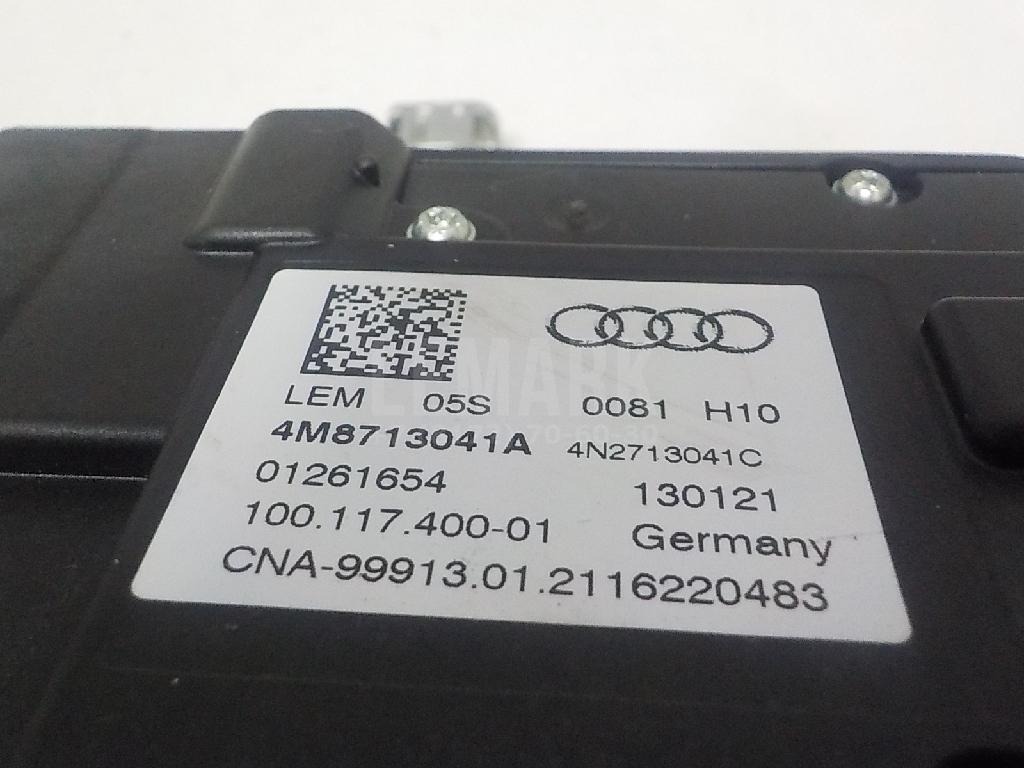 LEM 05S 0081 H10
4M8713041A 4N2713041C
01261654 130121
100.117.400-01 Germany
CNA-99913.01.2116220483